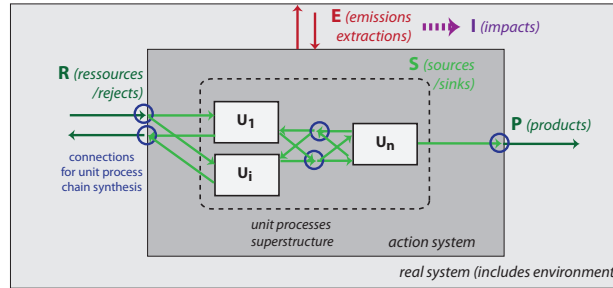 E (emissions
extractions)
I (impacts)
R (ressources
/rejects)
S (sources
/sinks)
U1
Ui
Un
P (products)
connections
for unit process
chain synthesis
unit processes
superstructure
action system
real system (includes environment